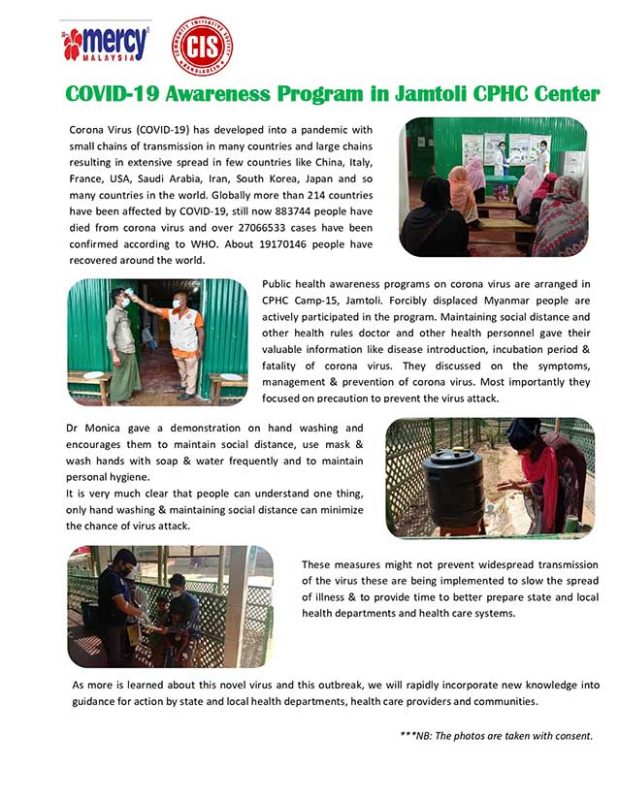 mercy
MALAYSIA
COMMUNITY INITIATIVE SOCIETY
CIS
BANGLADESH
COVID-19 Awareness Program in Jamtoli CPHC Center
Corona Virus (COVID-19) has developed into a pandemic with
small chains of transmission in many countries and large chains
resulting in extensive spread in few countries like China, Italy,
France, USA, Saudi Arabia, Iran, South Korea, Japan and so
many countries in the world. Globally more than 214 countries
have been affected by COVID-19, still now 883744 people have
died from corona virus and over 27066533 cases have been
confirmed according to WHO. About 19170146 people have
recovered around the world.
Public health awareness programs on corona virus are arranged in
CPHC Camp-15, Jamtoli. Forcibly displaced Myanmar people are
actively participated in the program. Maintaining social distance and
other health rules doctor and other health personnel gave their
valuable information like disease introduction, incubation period &
fatality of corona virus. They discussed on the symptoms,
management & prevention of corona virus. Most importantly they
focused on precaution to prevent the virus attack.
Dr Monica gave a demonstration on hand washing and
encourages them to maintain social distance, use mask &
wash hands with soap & water frequently and to maintain
personal hygiene.
It is very much clear that people can understand one thing,
only hand washing & maintaining social distance can minimize
the chance of virus attack.
These measures might not prevent widespread transmission
of the virus these are being implemented to slow the spread
of illness & to provide time to better prepare state and local
health departments and health care systems.
As more is learned about this novel virus and this outbreak, we will rapidly incorporate new knowledge into
guidance for action by state and local health departments, health care providers and communities.
***NB: The photos are taken with consent.